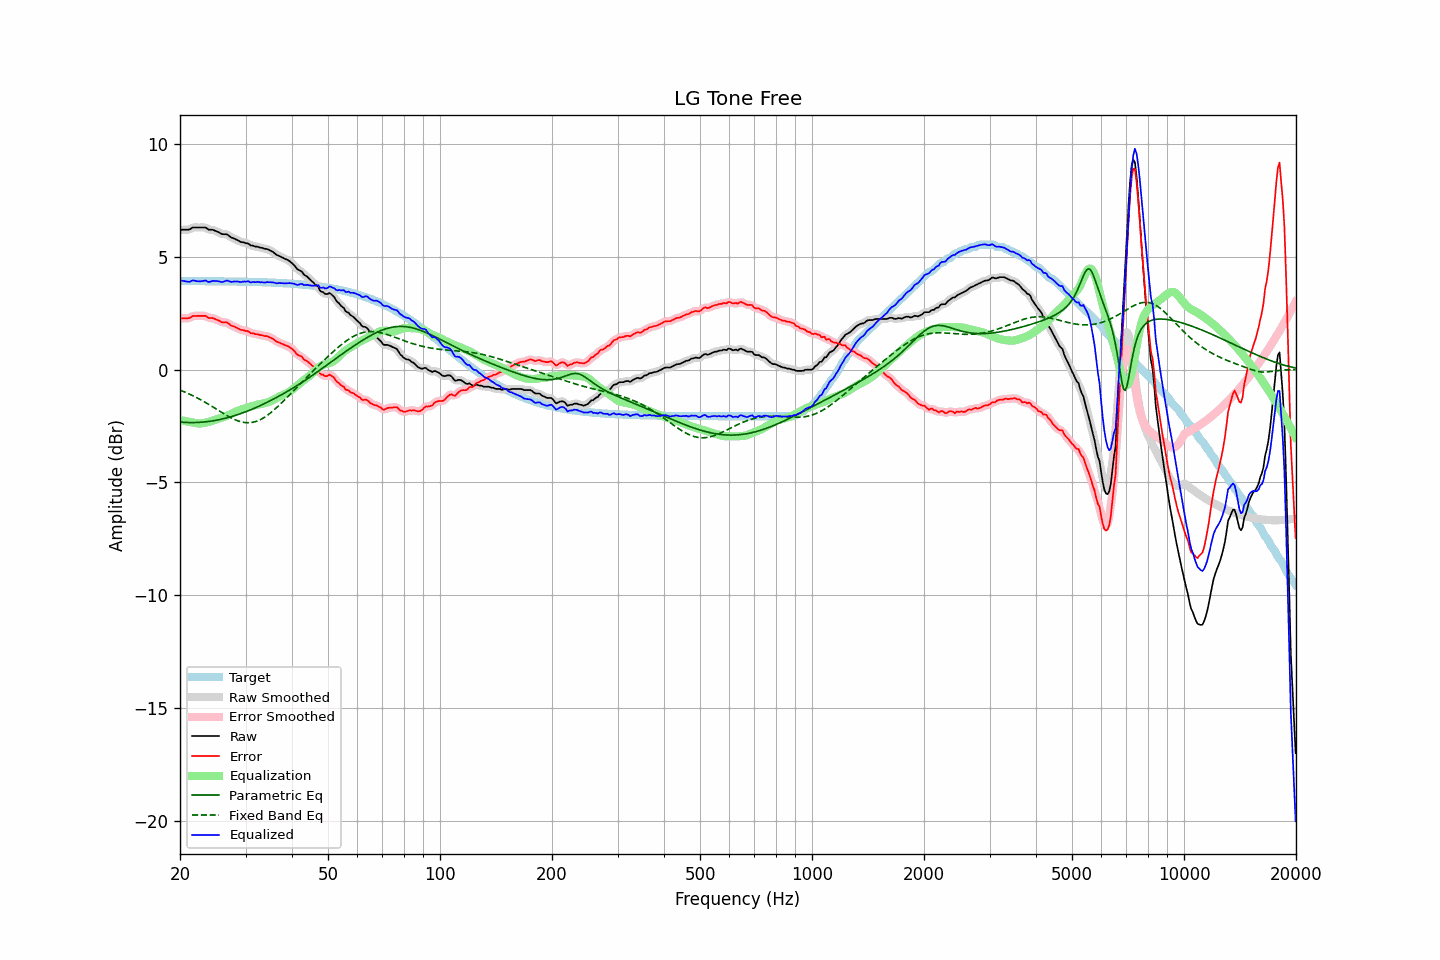 LG Tone Free
Amplitude (dBr)
10
5
0
−5
−10
−15
−20
Target
Raw Smoothed
Error Smoothed
Raw
Error
Equalization
Parametric Eq
Fixed Band Eq
Equalized
20 50 100 200 500 1000 2000 5000 10000 20000
Frequency (Hz)